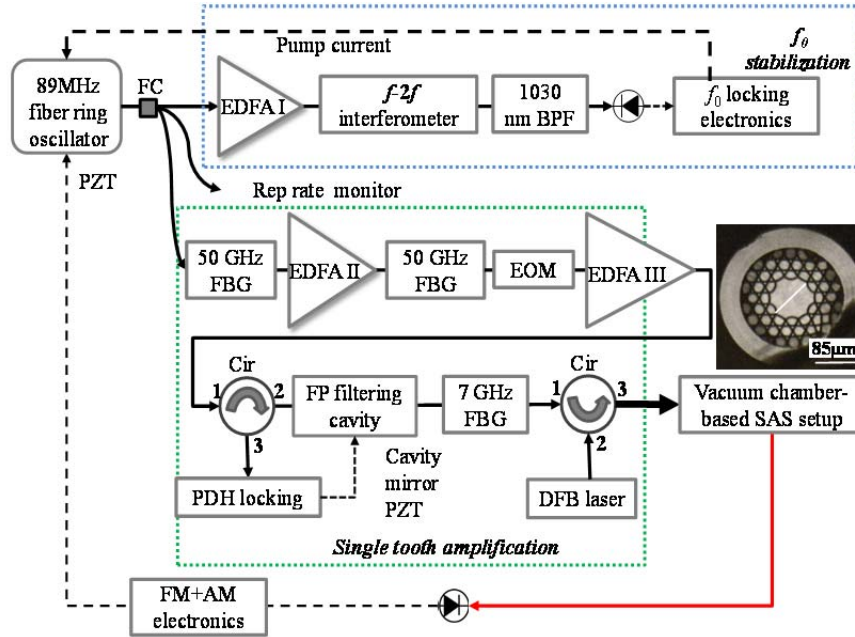 Pump current
f0
stabilization
89MHz
fiber ring
oscillator
FC
EDFA I
f-2f
interferometer
1030
nm BPF
f0 locking
electronics
PZT
Rep rate monitor
50 GHz
FBG
EDFA II
50 GHz
FBG
EOM
EDFA III
85μm
Cir
1
2
3
FP filtering
cavity
7 GHz
FBG
Cir
1
3
2
Vacuum chamber-
based SAS setup
PDH locking
Cavity
mirror
PZT
DFB laser
Single tooth amplification
FM+AM
electronics